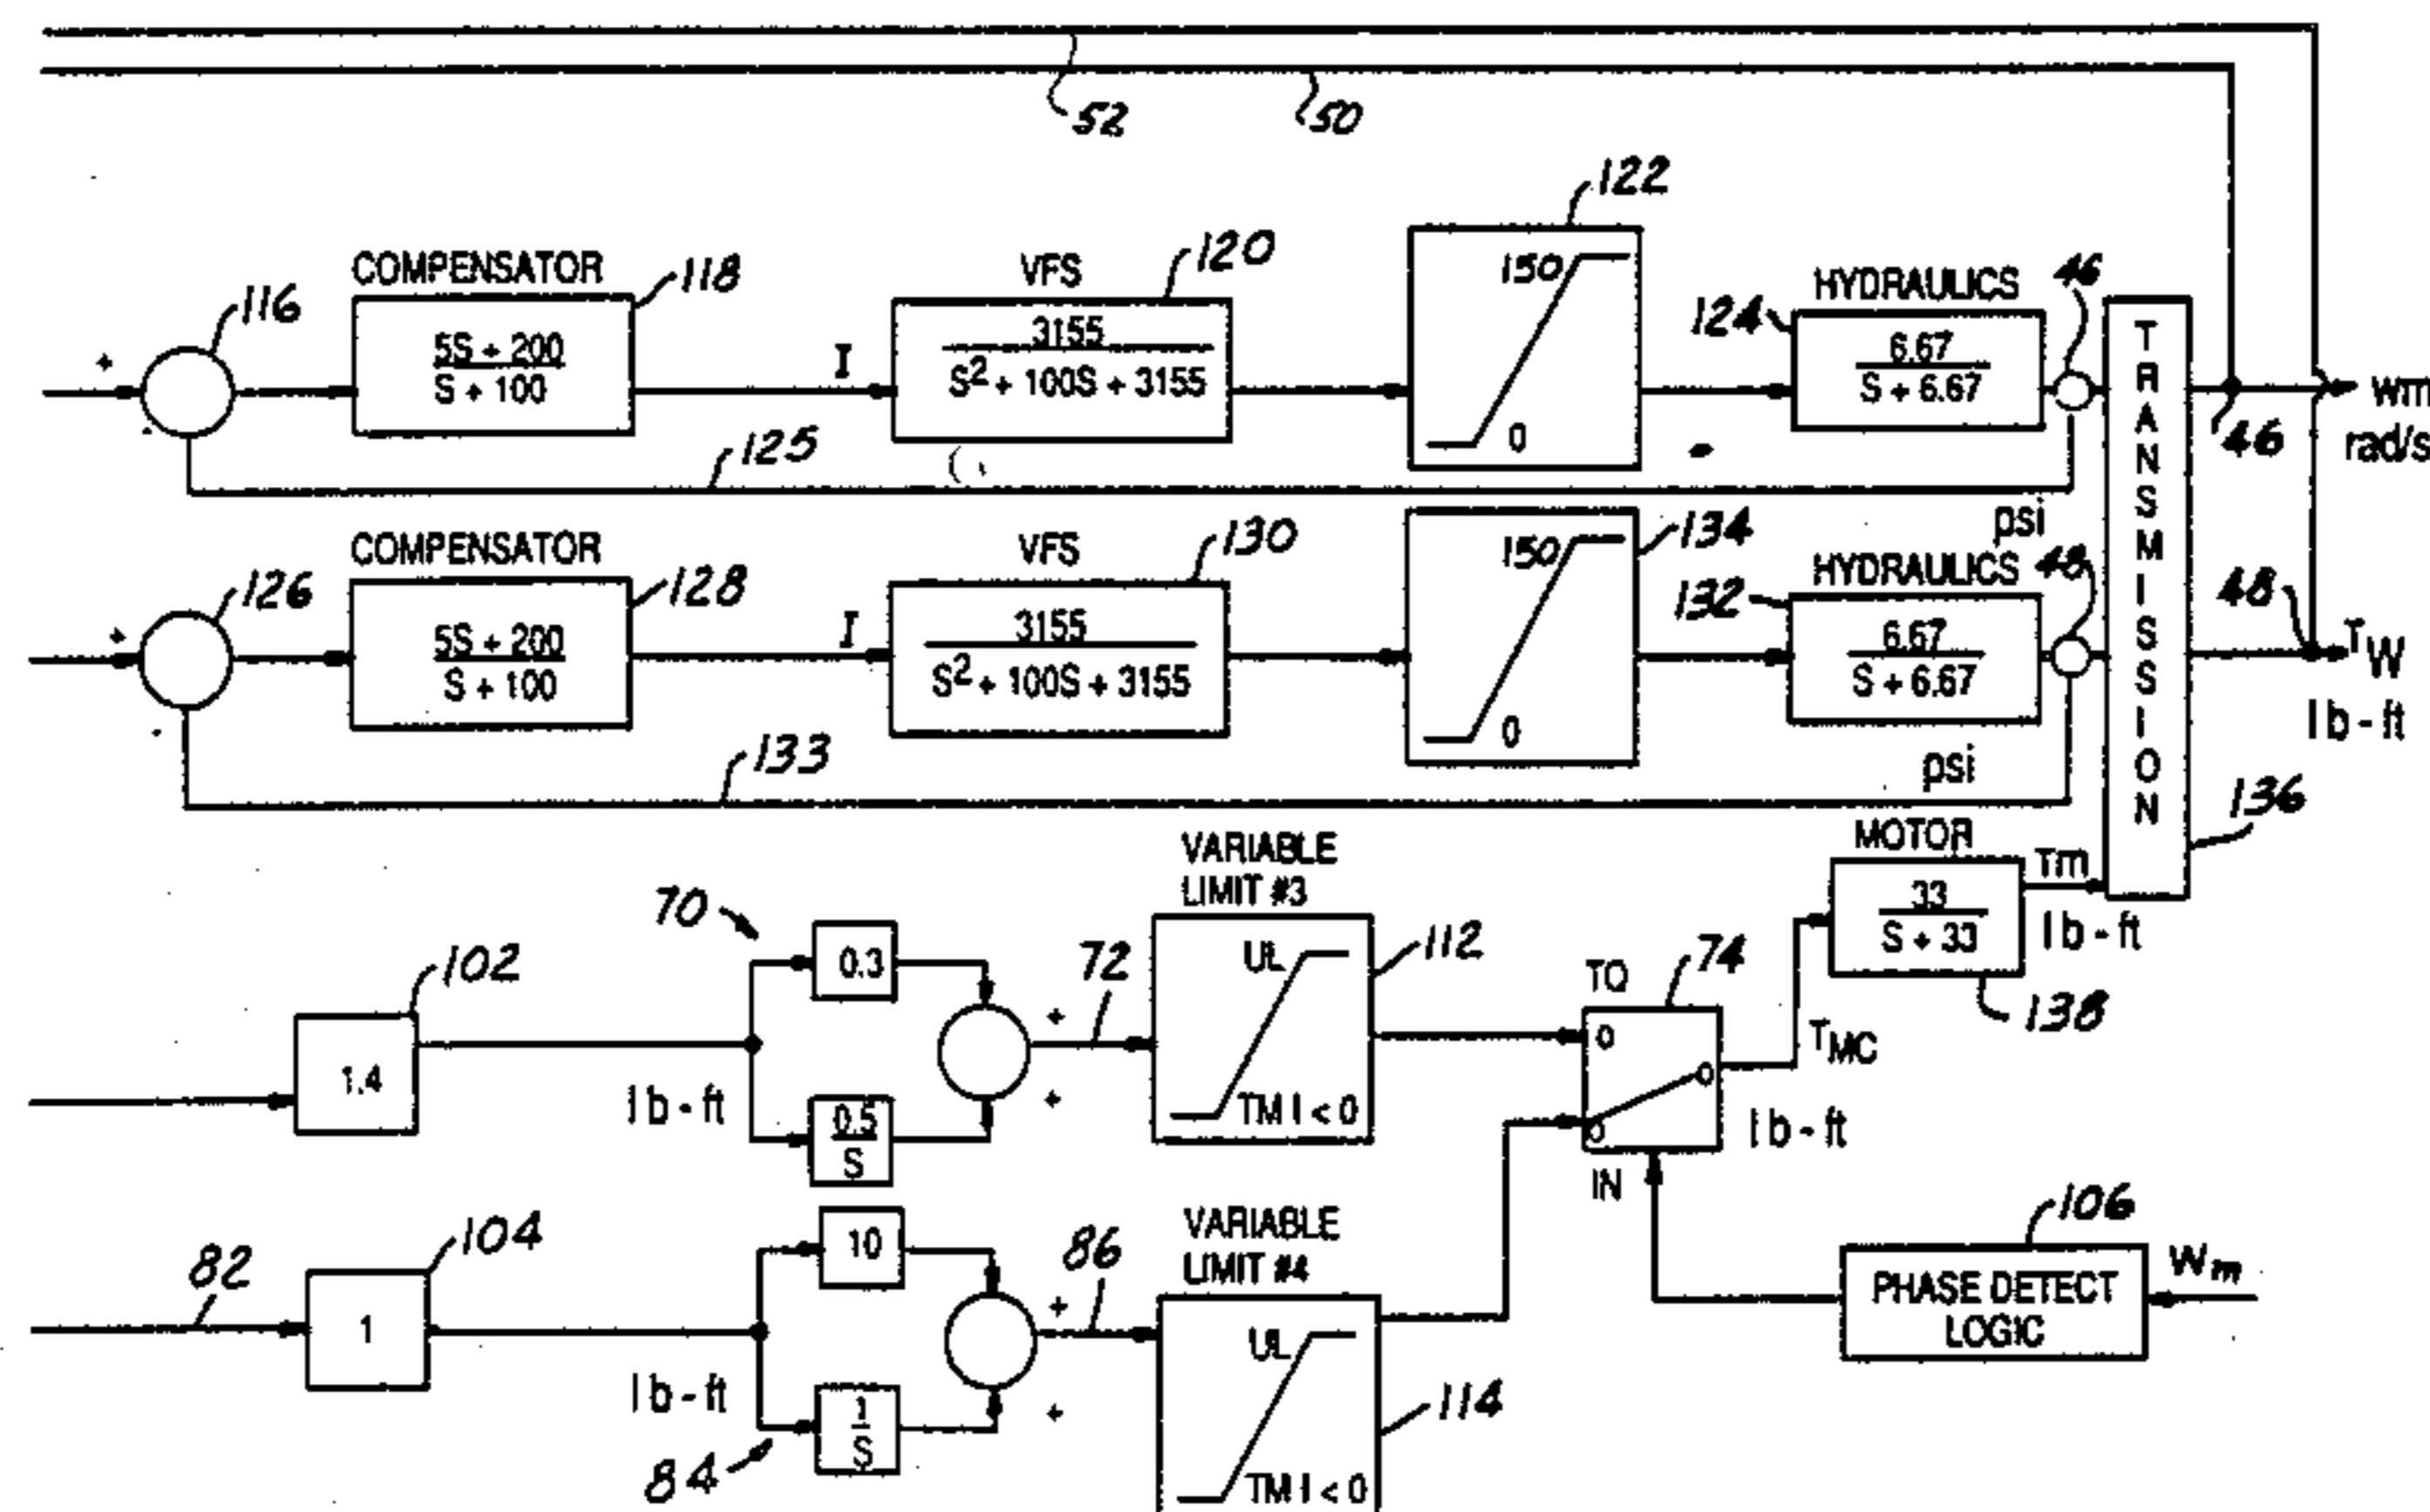 52
50
122
COMPENSATOR
118
VFS
120
150
0
HYDRAULICS
46
124
116
+
5S + 200
S + 100
I
3155
S² + 100S + 3155
6.67
S + 6.67
wm
rad/s
46
-
125
psi
COMPENSATOR
128
VFS
130
150
0
134
HYDRAULICS
48
132
126
+
5S + 200
S + 100
I
3155
S² + 100S + 3155
6.67
S + 6.67
48
TW
lb-ft
-
133
psi
TRANSMISSION
136
MOTOR
33
S + 33
Tm
lb-ft
138
70
102
1.4
lb-ft
0.3
0.5
S
+
+
72
VARIABLE
LIMIT #3
UL
TM I < 0
112
TO
74
O
O
O
IN
TMC
lb-ft
82
104
1
lb-ft
84
10
1
S
+
+
86
VARIABLE
LIMIT #4
UL
TM I < 0
114
106
PHASE DETECT
LOGIC
Wm